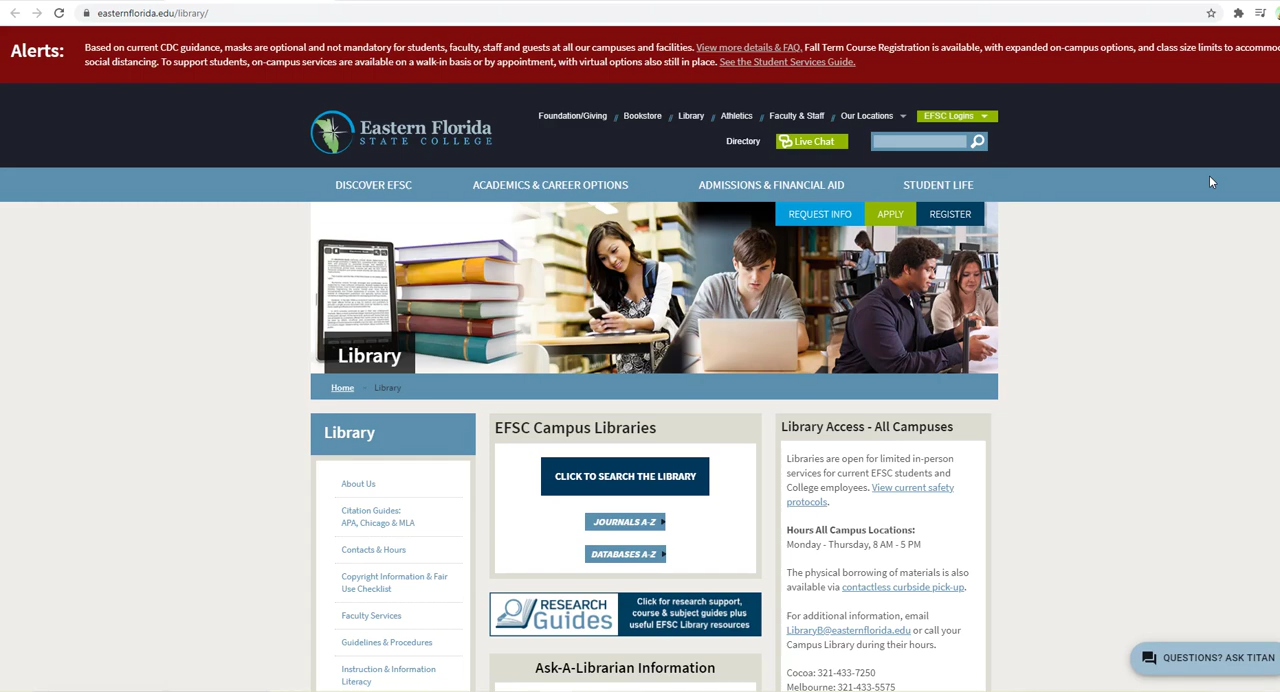 easternflorida.edu/library/
Alerts:
Based on current CDC guidance, masks are optional and not mandatory for students, faculty, staff and guests at all our campuses and facilities. View more details & FAQ. Fall Term Course Registration is available, with expanded on-campus options, and class size limits to accommo
social distancing. To support students, on-campus services are available on a walk-in basis or by appointment, with virtual options also still in place. See the Student Services Guide.
Eastern Florida
STATE COLLEGE
Foundation/Giving // Bookstore // Library // Athletics // Faculty & Staff // Our Locations
EFSC Logins
Directory
Live Chat
DISCOVER EFSC
ACADEMICS & CAREER OPTIONS
ADMISSIONS & FINANCIAL AID
STUDENT LIFE
REQUEST INFO
APPLY
REGISTER
Library
Home
Library
Library
About Us
Citation Guides:
APA, Chicago & MLA
Contacts & Hours
Copyright Information & Fair
Use Checklist
Faculty Services
Guidelines & Procedures
Instruction & Information
Literacy
EFSC Campus Libraries
CLICK TO SEARCH THE LIBRARY
JOURNALS A-Z
DATABASES A-Z
RESEARCH
Guides
Click for research support,
course & subject guides plus
useful EFSC Library resources
Ask-A-Librarian Information
Library Access - All Campuses
Libraries are open for limited in-person
services for current EFSC students and
College employees. View current safety
protocols.
Hours All Campus Locations:
Monday - Thursday, 8 AM - 5 PM
The physical borrowing of materials is also
available via contactless curbside pick-up.
For additional information, email
LibraryB@easternflorida.edu or call your
Campus Library during their hours.
Cocoa: 321-433-7250
Melbourne: 321-433-5575
QUESTIONS? ASK TITAN